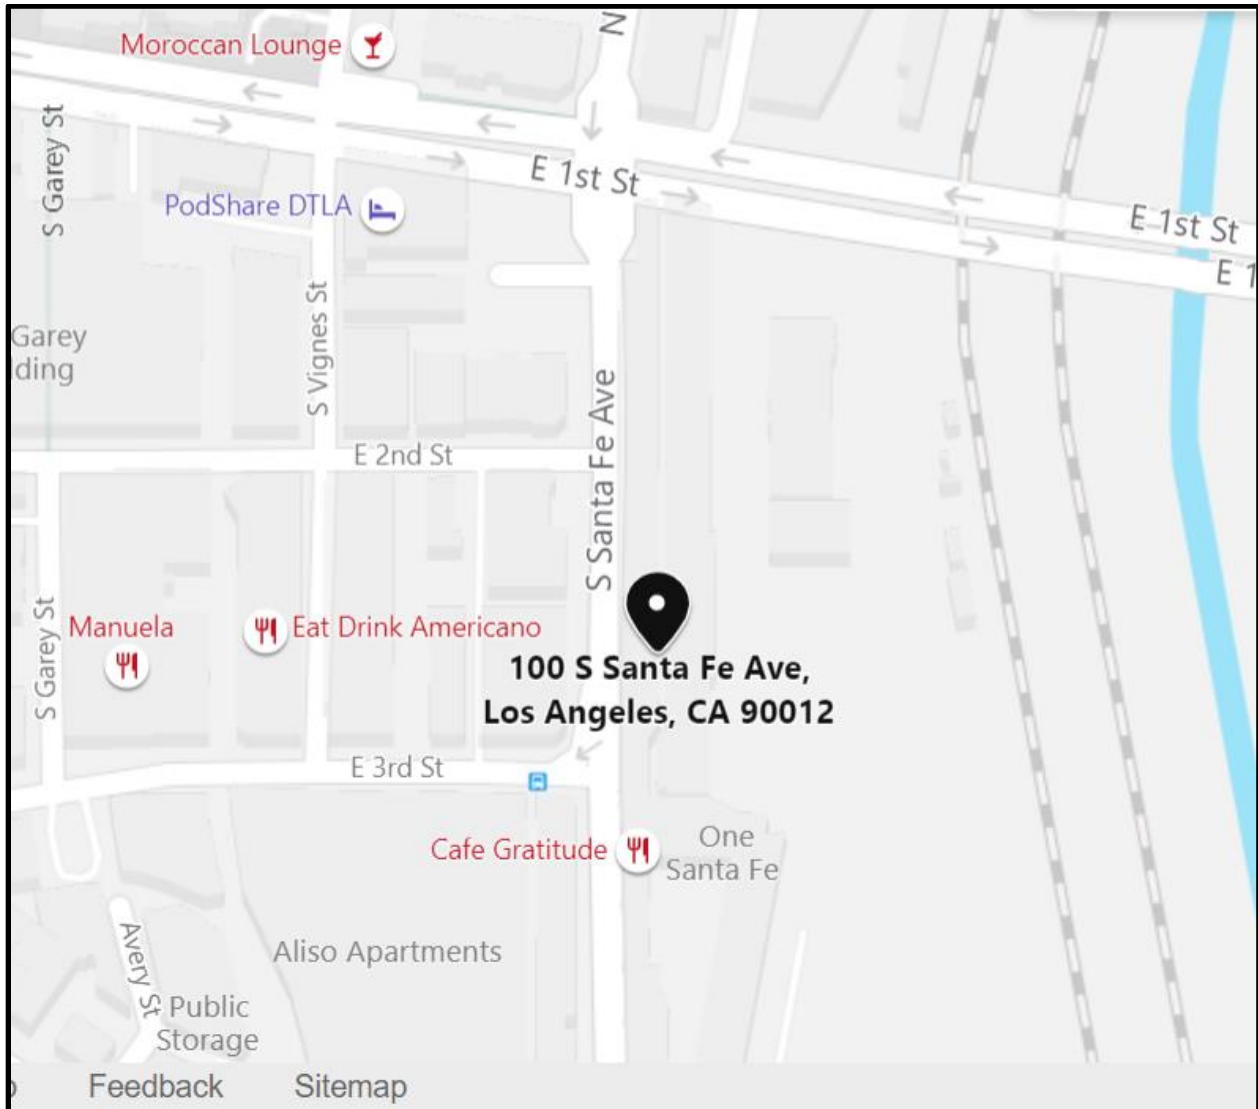 N
Moroccan Lounge
S Garey St
E 1st St
PodShare DTLA
E 1st St
E 1
S Vignes St
Garey
lding
S Santa Fe Ave
E 2nd St
S Garey St
Manuela
Eat Drink Americano
100 S Santa Fe Ave,
Los Angeles, CA 90012
E 3rd St
Cafe Gratitude
One
Santa Fe
Avery St
Aliso Apartments
Public
Storage
Feedback
Sitemap